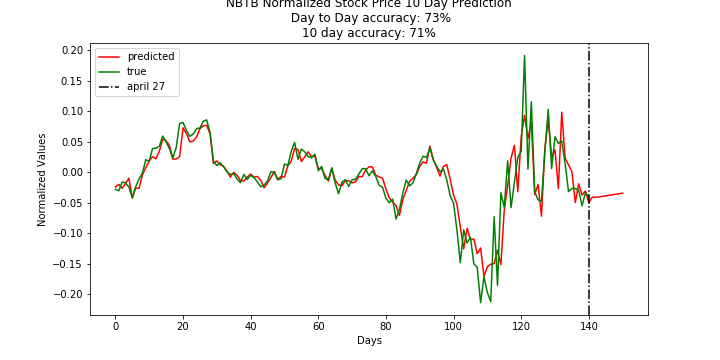 NBTB Normalized Stock Price 10 Day Prediction
Day to Day accuracy: 73%
10 day accuracy: 71%
predicted
true
april 27
0.20
0.15
0.10
0.05
0.00
−0.05
−0.10
−0.15
−0.20
Normalized Values
0 20 40 60 80 100 120 140
Days